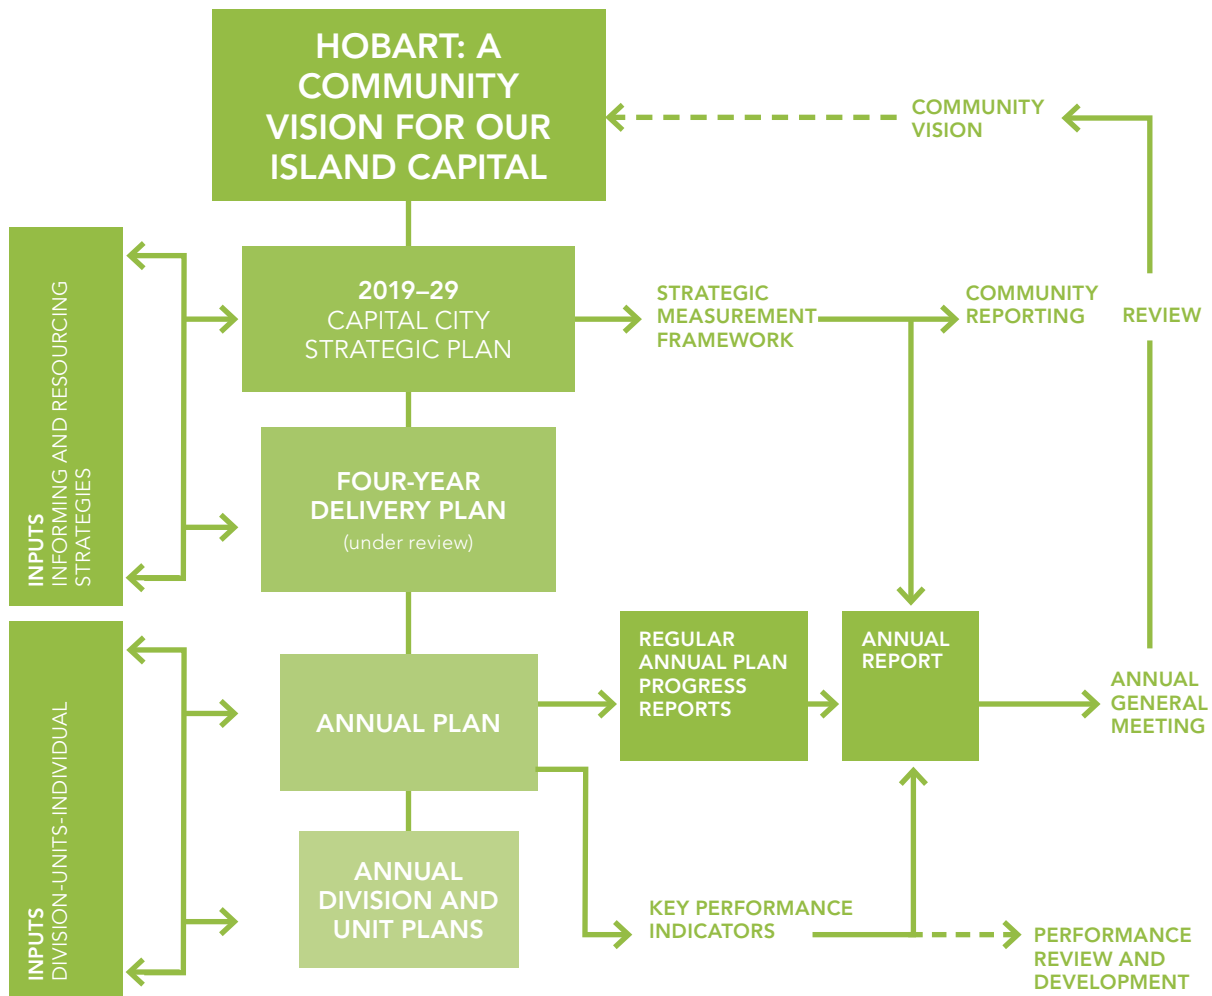 HOBART: A
COMMUNITY
VISION FOR OUR
ISLAND CAPITAL
COMMUNITY
VISION
INPUTS
INFORMING AND RESOURCING
STRATEGIES
2019–29
CAPITAL CITY
STRATEGIC PLAN
STRATEGIC
MEASUREMENT
FRAMEWORK
COMMUNITY
REPORTING
REVIEW
FOUR-YEAR
DELIVERY PLAN
(under review)
INPUTS
DIVISION-UNITS-INDIVIDUAL
ANNUAL PLAN
REGULAR
ANNUAL PLAN
PROGRESS
REPORTS
ANNUAL
REPORT
ANNUAL
GENERAL
MEETING
ANNUAL
DIVISION AND
UNIT PLANS
KEY PERFORMANCE
INDICATORS
PERFORMANCE
REVIEW AND
DEVELOPMENT